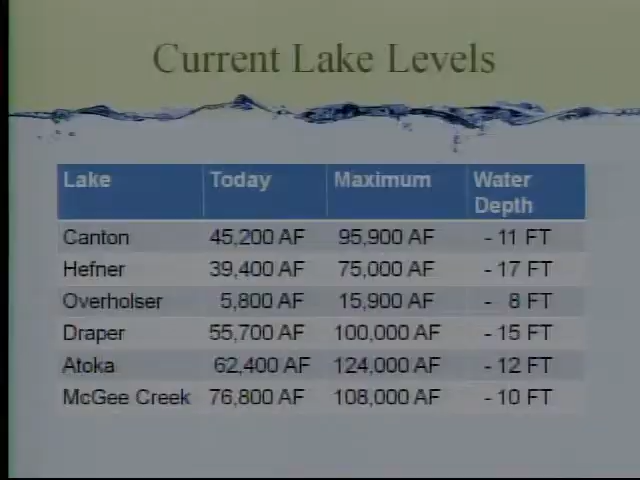 Current Lake Levels
Lake Today Maximum Water Depth
Canton 45,200 AF 95,900 AF - 11 FT
Hefner 39,400 AF 75,000 AF - 17 FT
Overholser 5,800 AF 15,900 AF - 8 FT
Draper 55,700 AF 100,000 AF - 15 FT
Atoka 62,400 AF 124,000 AF - 12 FT
McGee Creek 76,800 AF 108,000 AF - 10 FT